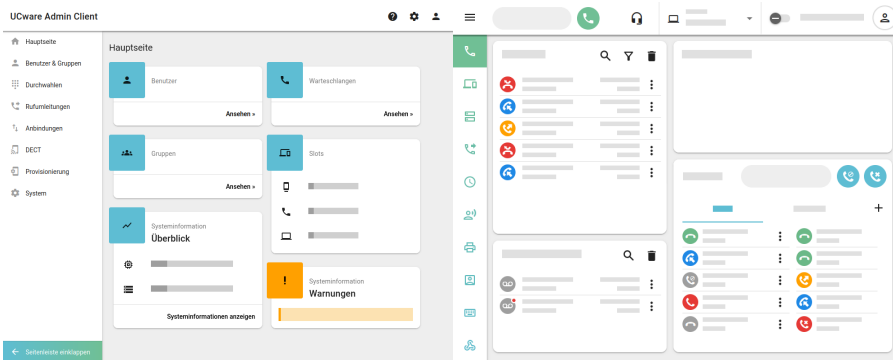 UCware Admin Client
Hauptseite
Benutzer & Gruppen
Durchwahlen
Rufumleitungen
Anbindungen
DECT
Provisionierung
System
Seitenleiste einklappen
Hauptseite
Benutzer
Ansehen »
Warteschlangen
Ansehen »
Gruppen
Ansehen »
Slots
Systeminformation
Überblick
Systeminformationen anzeigen
Systeminformation
Warnungen